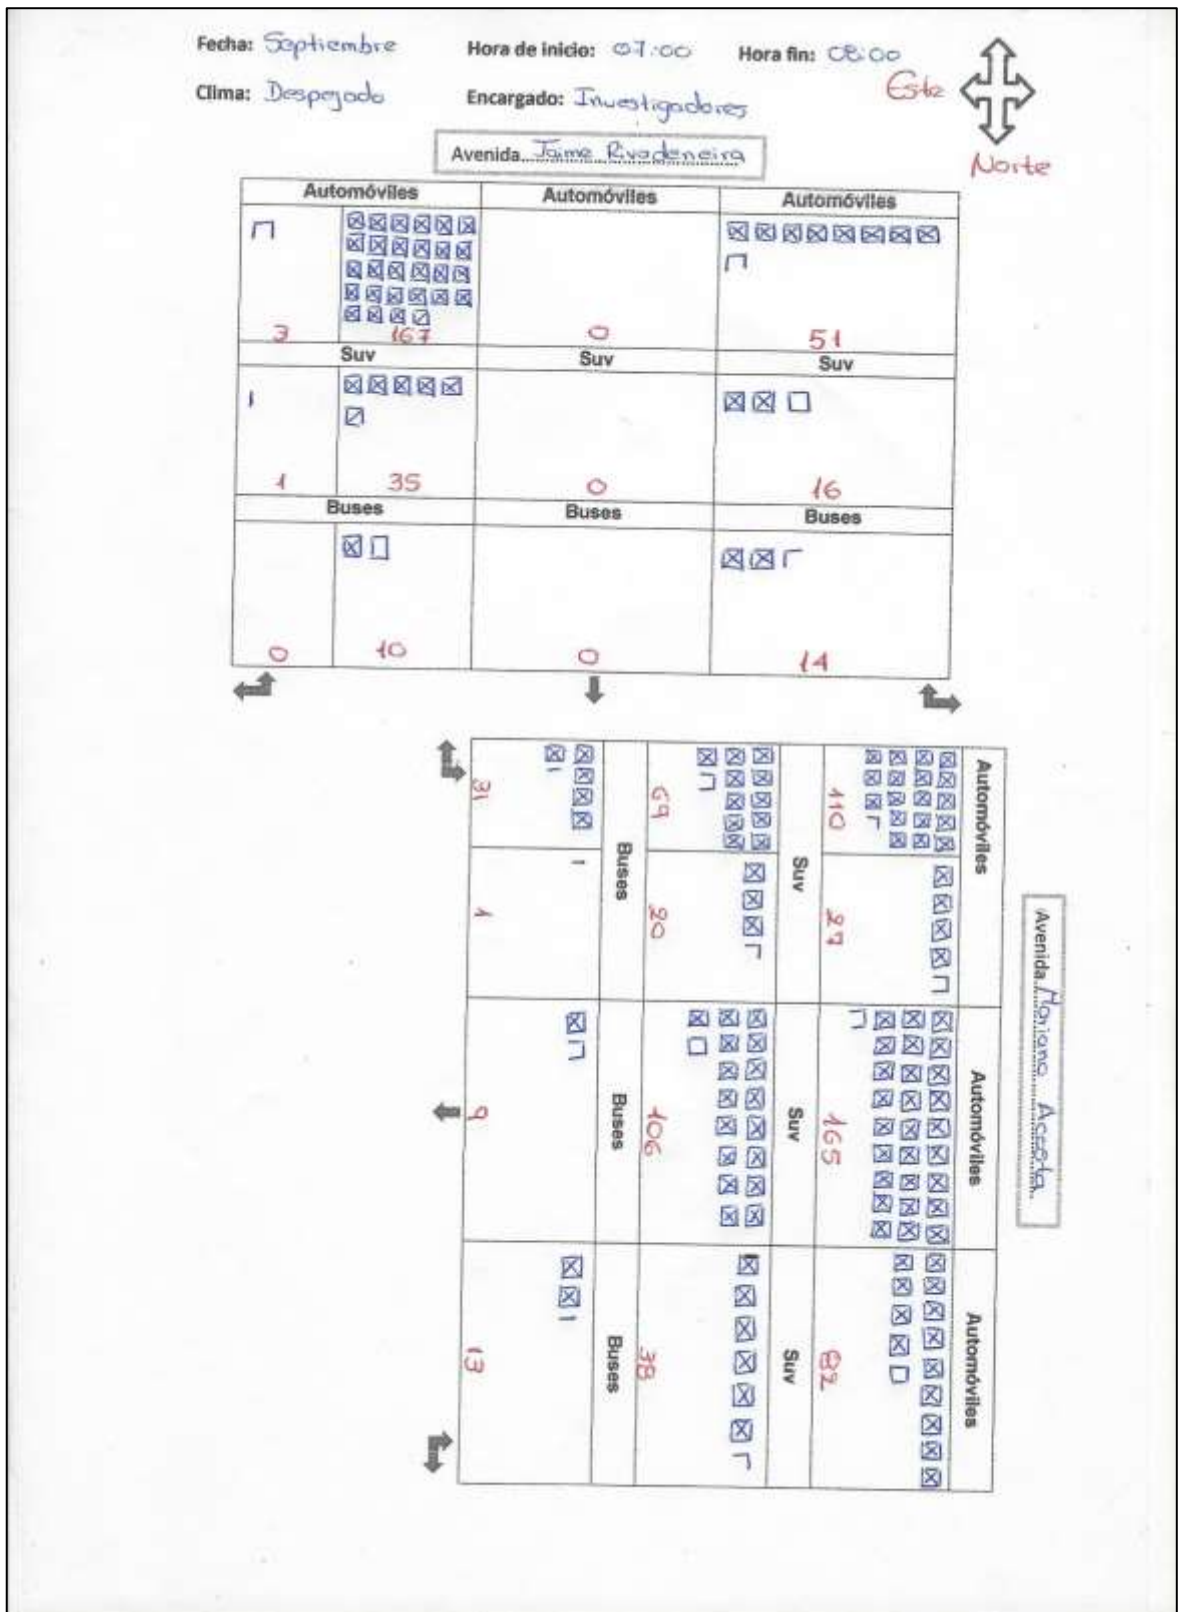 Fecha: Septiembre Hora de inicio: 07:00 Hora fin: 08:00
Este
Clima: Despejado Encargado: Investigadores
Norte
Avenida Jaime Rivadeneira
Automóviles Automóviles Automóviles
3 167 0 51
Suv Suv Suv
1 35 0 16
Buses Buses Buses
0 10 0 14
Avenida Mariano Acosta
Automóviles Automóviles Automóviles
110 27 165 82
Suv Suv Suv
69 20 106 38
Buses Buses Buses
31 1 9 13